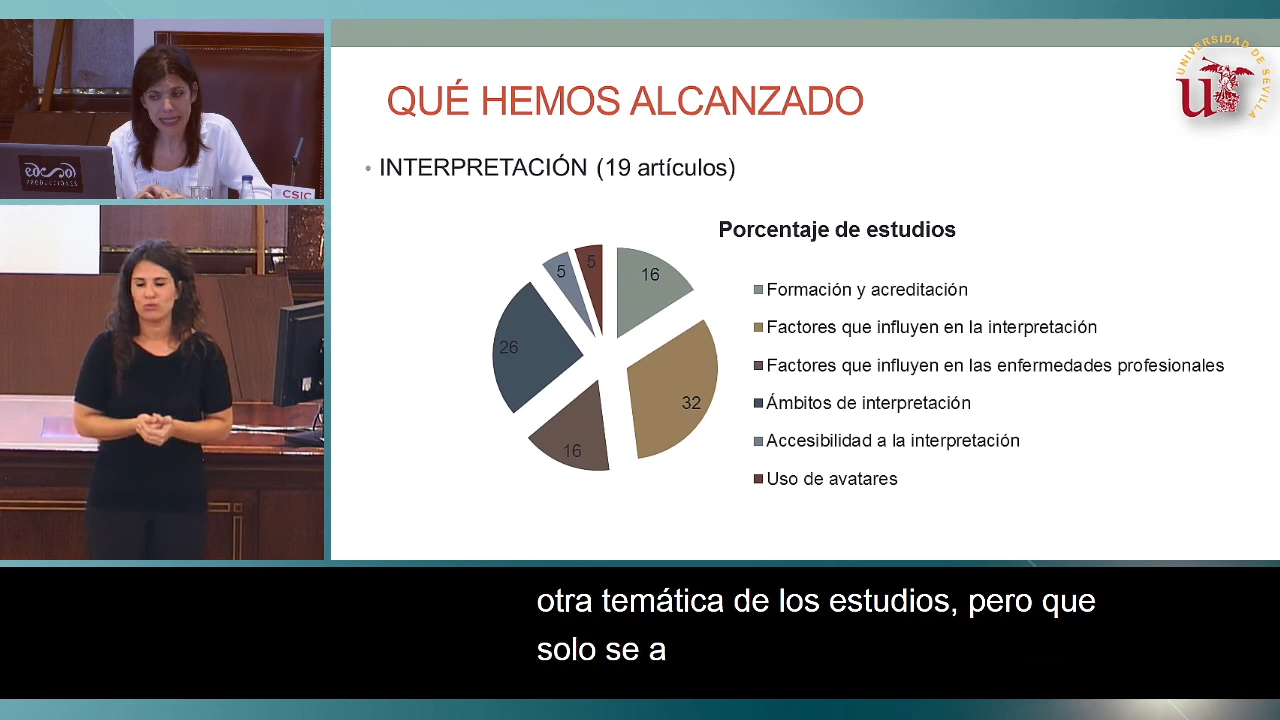 QUÉ HEMOS ALCANZADO
UNIVERSIDAD DE SEVILLA
• INTERPRETACIÓN (19 artículos)
Porcentaje de estudios
5
5
16
26
32
16
Formación y acreditación
Factores que influyen en la interpretación
Factores que influyen en las enfermedades profesionales
Ámbitos de interpretación
Accesibilidad a la interpretación
Uso de avatares
PRODUCCIONES
CSIC
otra temática de los estudios, pero que
solo se a